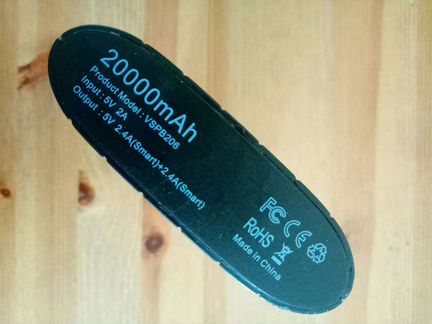 20000mAh
Product Model : VSPB206
Input : 5V 2A
Output : 5V 2.4A(Smart)+2.4A(Smart)
FC CE
RoHS
Made in China